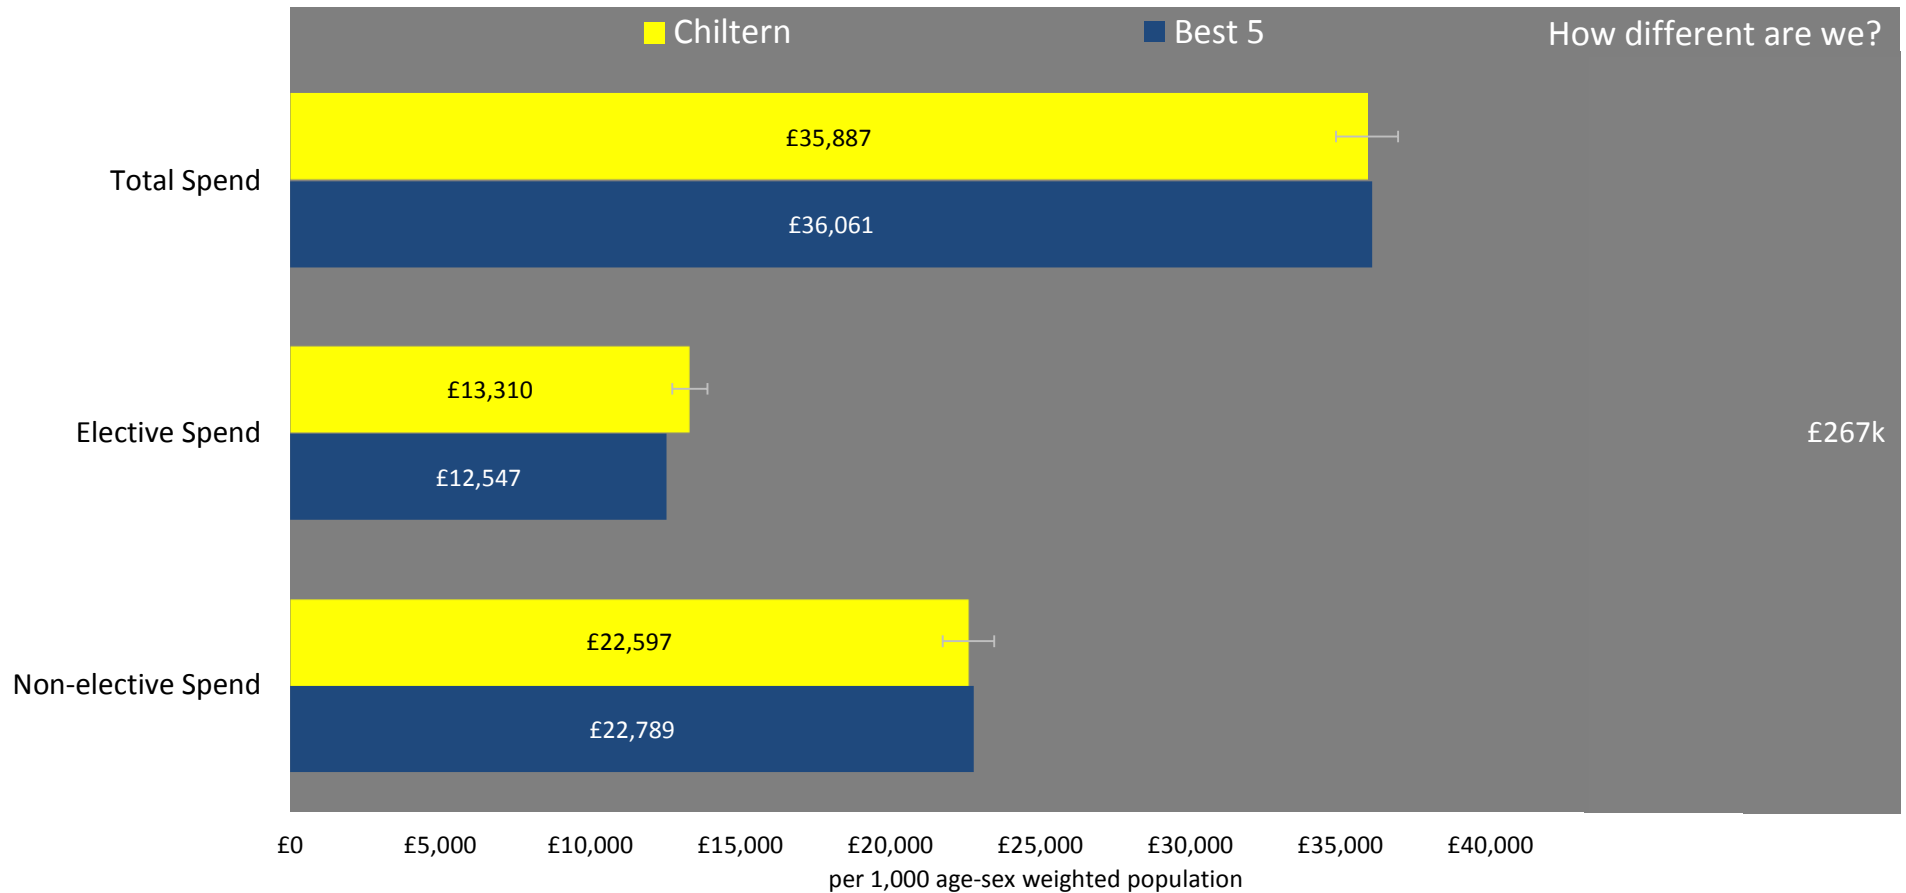 Chiltern Best 5 How different are we?
Total Spend
£35,887
£36,061
Elective Spend
£13,310
£12,547
£267k
Non-elective Spend
£22,597
£22,789
£0 £5,000 £10,000 £15,000 £20,000 £25,000 £30,000 £35,000 £40,000
per 1,000 age-sex weighted population